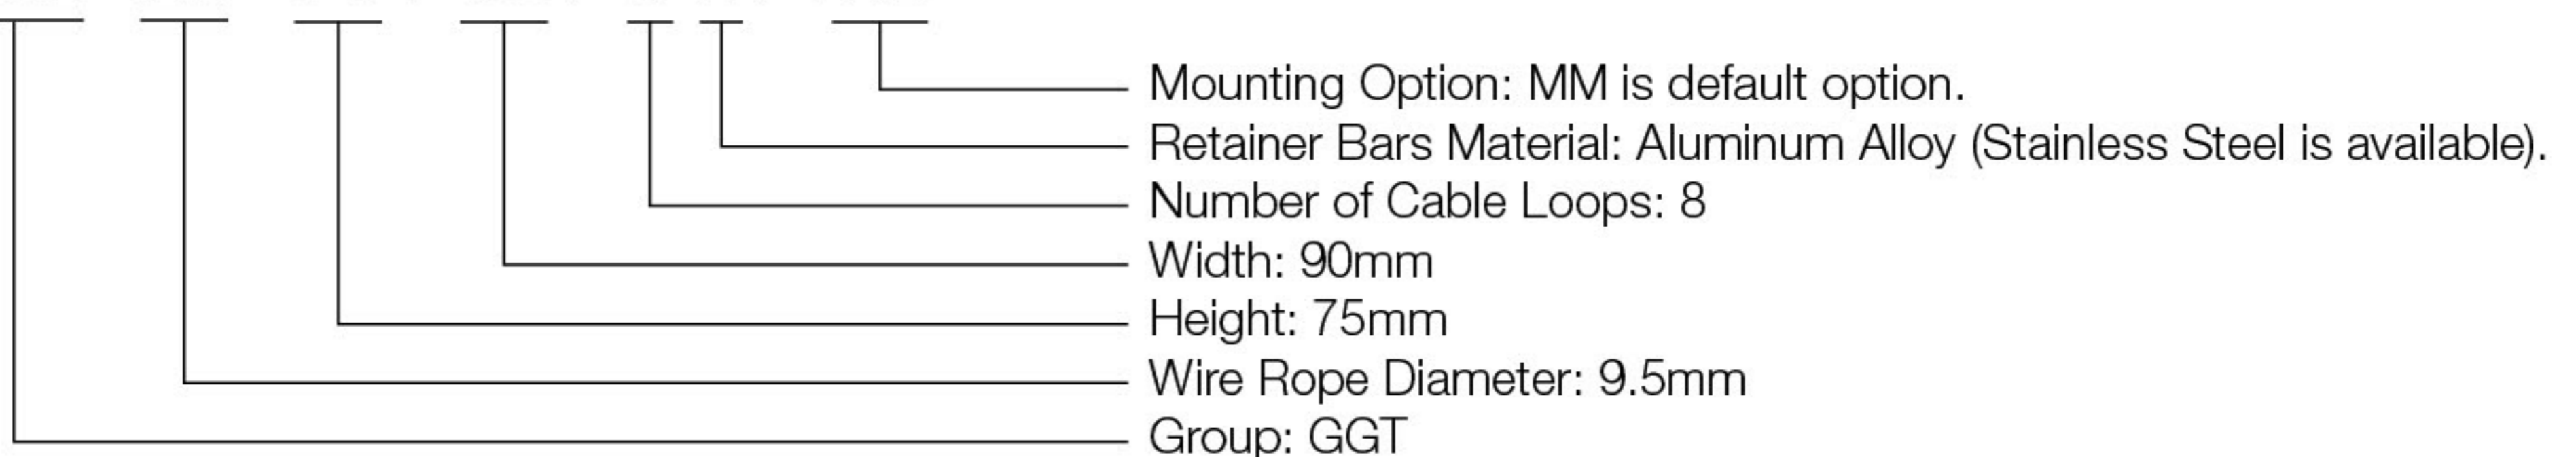 Mounting Option: MM is default option.
Retainer Bars Material: Aluminum Alloy (Stainless Steel is available).
Number of Cable Loops: 8
Width: 90mm
Height: 75mm
Wire Rope Diameter: 9.5mm
Group: GGT